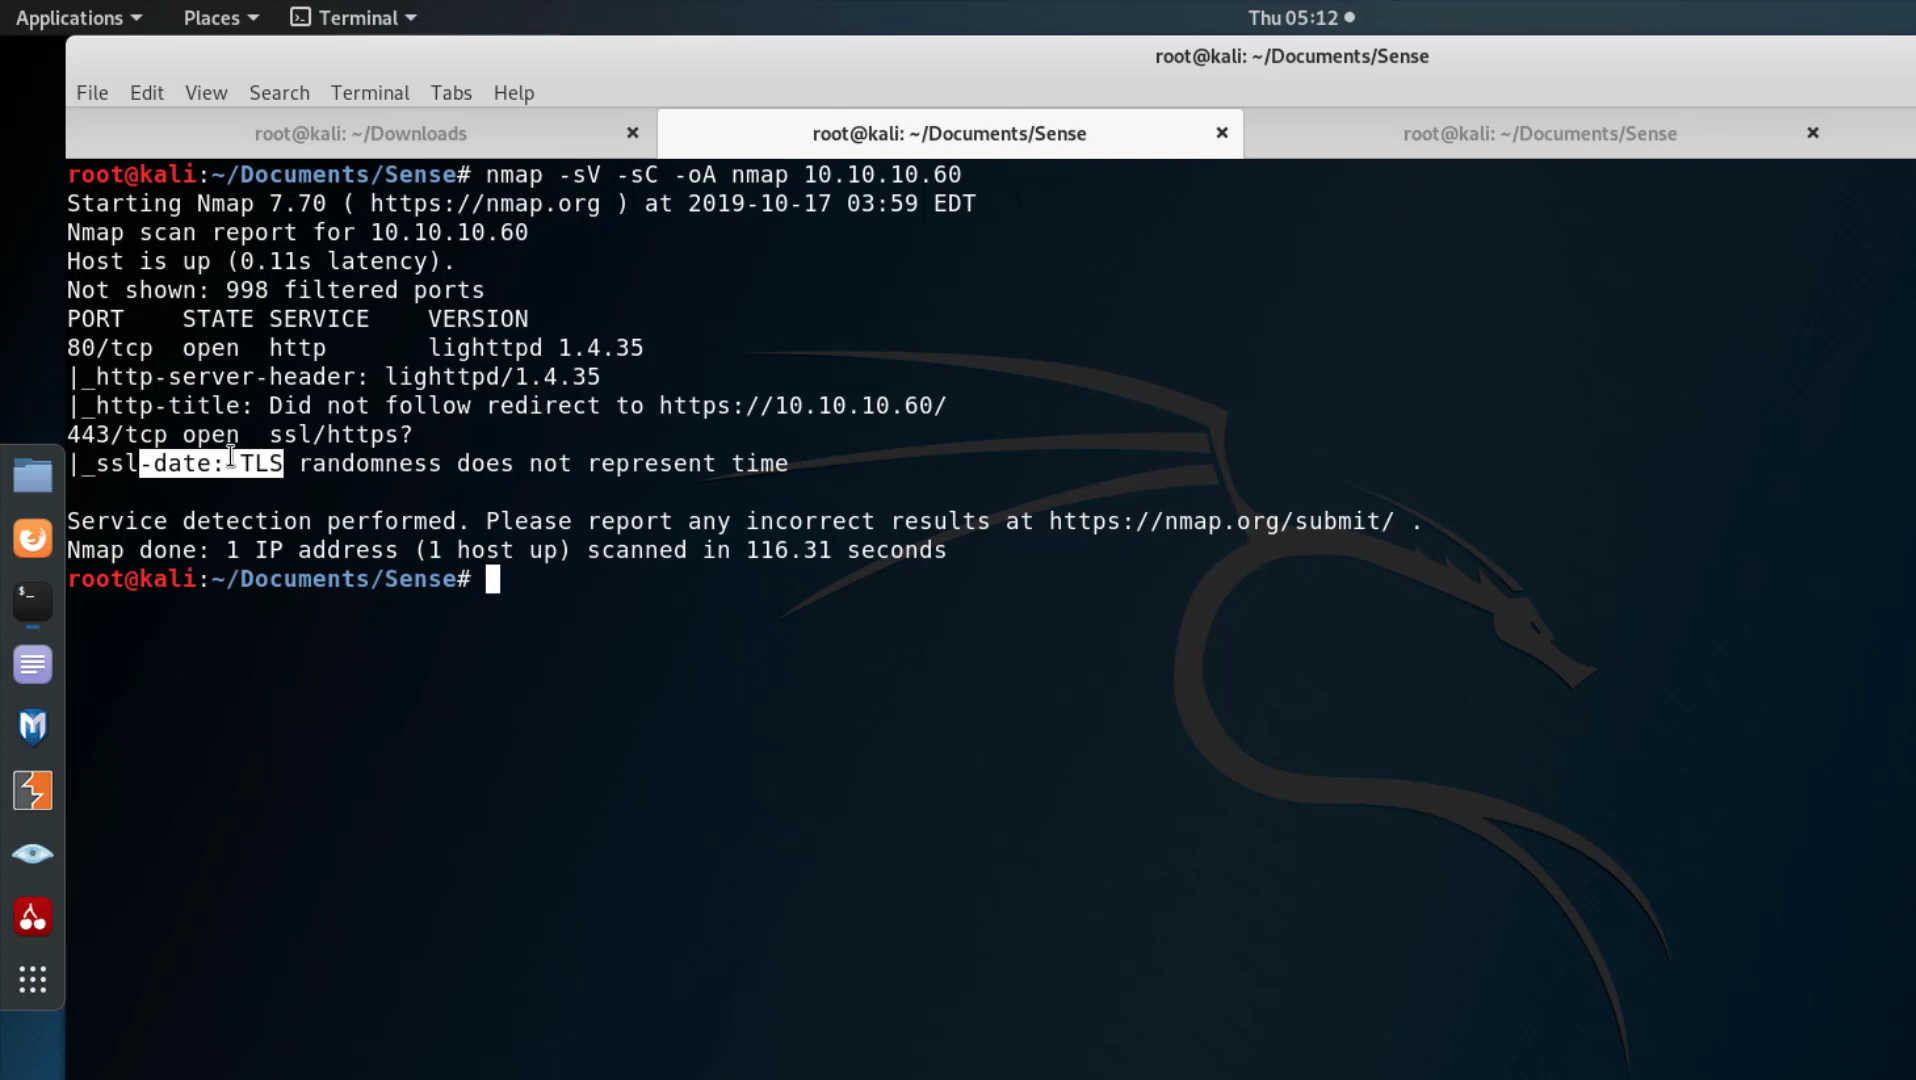 Applications Places Terminal Thu 05:12
root@kali: ~/Documents/Sense
File Edit View Search Terminal Tabs Help
root@kali: ~/Downloads × root@kali: ~/Documents/Sense × root@kali: ~/Documents/Sense ×
root@kali:~/Documents/Sense# nmap -sV -sC -oA nmap 10.10.10.60
Starting Nmap 7.70 ( https://nmap.org ) at 2019-10-17 03:59 EDT
Nmap scan report for 10.10.10.60
Host is up (0.11s latency).
Not shown: 998 filtered ports
PORT    STATE SERVICE    VERSION
80/tcp  open  http       lighttpd 1.4.35
|_http-server-header: lighttpd/1.4.35
|_http-title: Did not follow redirect to https://10.10.10.60/
443/tcp open  ssl/https?
|_ssl-date: TLS randomness does not represent time
Service detection performed. Please report any incorrect results at https://nmap.org/submit/ .
Nmap done: 1 IP address (1 host up) scanned in 116.31 seconds
root@kali:~/Documents/Sense#